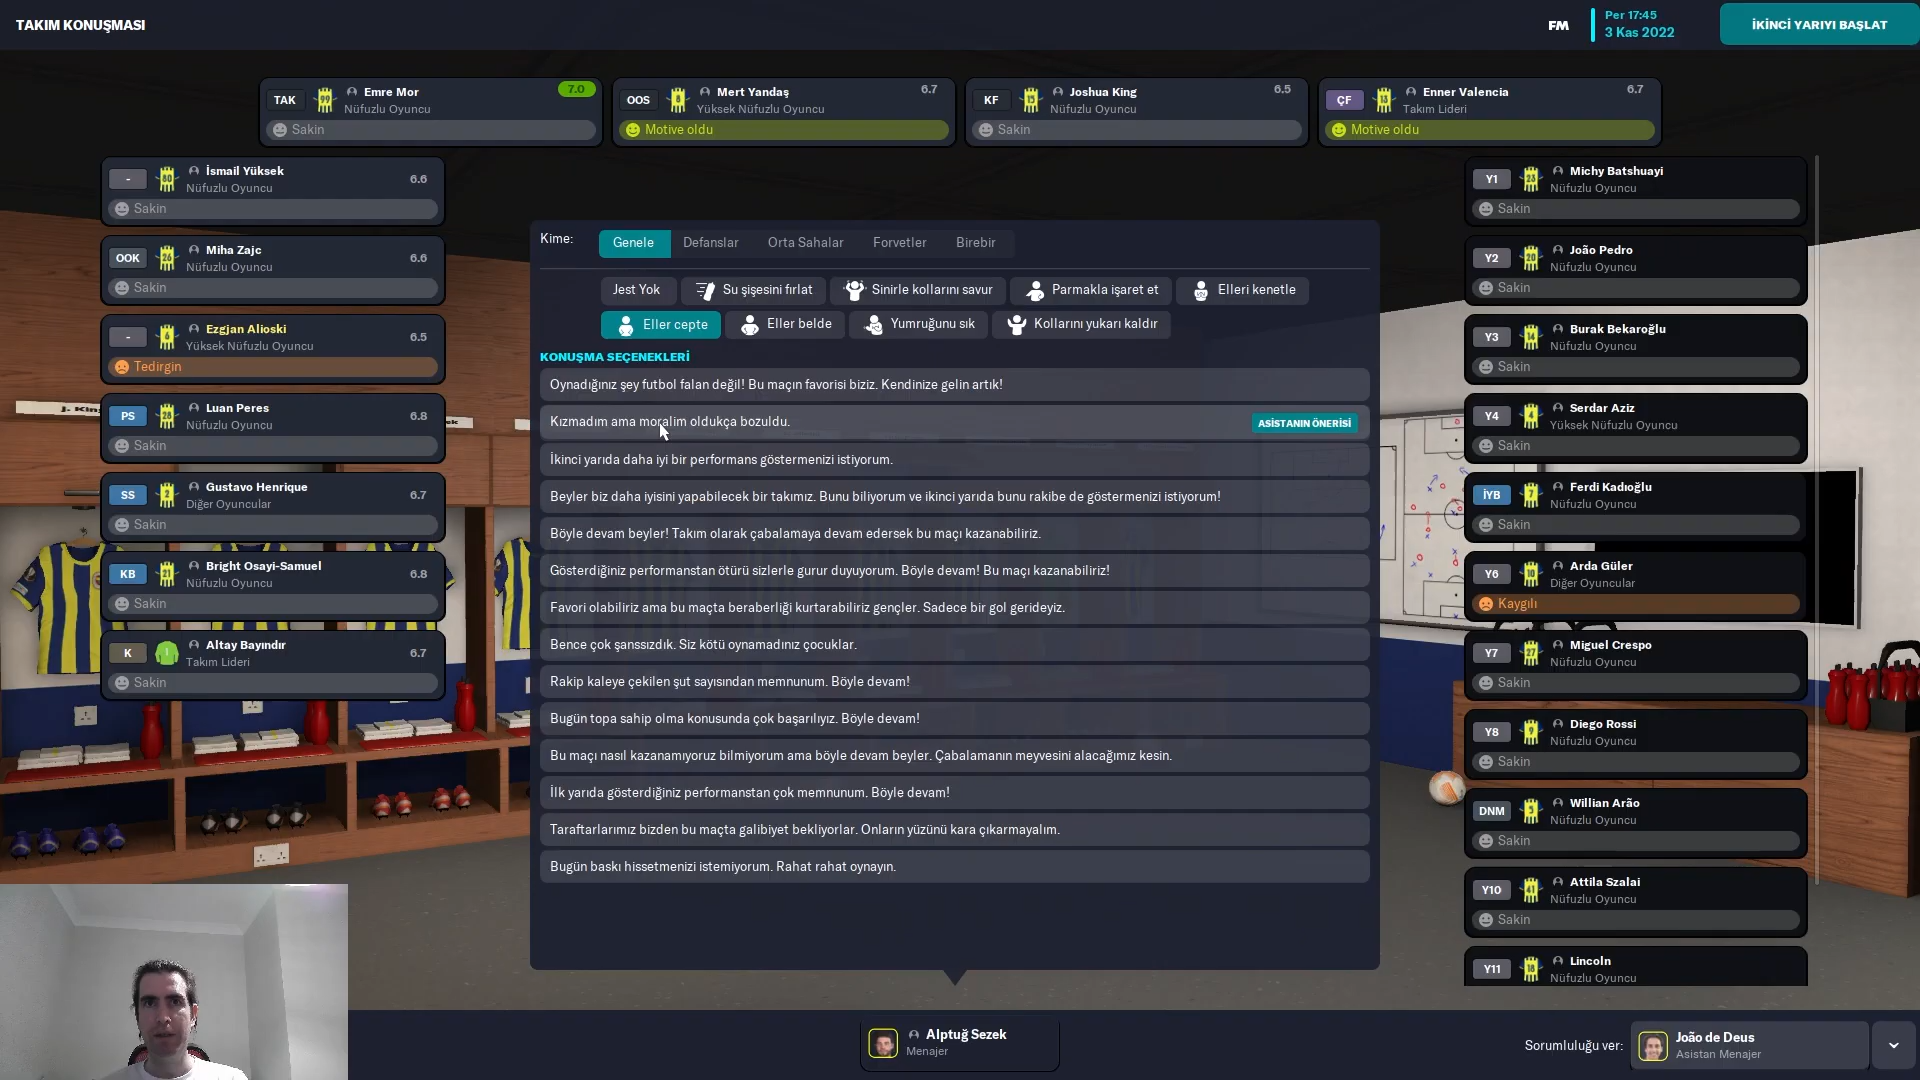 TAKIM KONUŞMASI
FM
Per 17:45
3 Kas 2022
İKİNCİ YARIYI BAŞLAT
TAK
Emre Mor
Nüfuzlu Oyuncu
7.0
Sakin
OOS
Mert Yandaş
Yüksek Nüfuzlu Oyuncu
6.7
Motive oldu
KF
Joshua King
Nüfuzlu Oyuncu
6.5
Sakin
ÇF
Enner Valencia
Takım Lideri
6.7
Motive oldu
-
İsmail Yüksek
Nüfuzlu Oyuncu
6.6
Sakin
OOK
Miha Zajc
Nüfuzlu Oyuncu
6.6
Sakin
-
Ezgjan Alioski
Yüksek Nüfuzlu Oyuncu
6.5
Tedirgin
PS
Luan Peres
Nüfuzlu Oyuncu
6.8
Sakin
SS
Gustavo Henrique
Diğer Oyuncular
6.7
Sakin
KB
Bright Osayi-Samuel
Nüfuzlu Oyuncu
6.8
Sakin
K
Altay Bayındır
Takım Lideri
6.7
Sakin
Kime:
Genele
Defanslar
Orta Sahalar
Forvetler
Birebir
Jest Yok
Su şişesini fırlat
Sinirle kollarını savur
Parmakla işaret et
Elleri kenetle
Eller cepte
Eller belde
Yumruğunu sık
Kollarını yukarı kaldır
KONUŞMA SEÇENEKLERİ
Oynadığınız şey futbol falan değil! Bu maçın favorisi biziz. Kendinize gelin artık!
Kızmadım ama moralim oldukça bozuldu.
ASİSTANIN ÖNERİSİ
İkinci yarıda daha iyi bir performans göstermenizi istiyorum.
Beyler biz daha iyisini yapabilecek bir takımız. Bunu biliyorum ve ikinci yarıda bunu rakibe de göstermenizi istiyorum!
Böyle devam beyler! Takım olarak çabalamaya devam edersek bu maçı kazanabiliriz.
Gösterdiğiniz performanstan ötürü sizlerle gurur duyuyorum. Böyle devam! Bu maçı kazanabiliriz!
Favori olabiliriz ama bu maçta beraberliği kurtarabiliriz gençler. Sadece bir gol gerideyiz.
Bence çok şanssızdık. Siz kötü oynamadınız çocuklar.
Rakip kaleye çekilen şut sayısından memnunum. Böyle devam!
Bugün topa sahip olma konusunda çok başarılıyız. Böyle devam!
Bu maçı nasıl kazanamıyoruz bilmiyorum ama böyle devam beyler. Çabalamanın meyvesini alacağımız kesin.
İlk yarıda gösterdiğiniz performanstan çok memnunum. Böyle devam!
Taraftarlarımız bizden bu maçta galibiyet bekliyorlar. Onların yüzünü kara çıkarmayalım.
Bugün baskı hissetmenizi istemiyorum. Rahat rahat oynayın.
Y1
Michy Batshuayi
Nüfuzlu Oyuncu
Sakin
Y2
João Pedro
Nüfuzlu Oyuncu
Sakin
Y3
Burak Bekaroğlu
Nüfuzlu Oyuncu
Sakin
Y4
Serdar Aziz
Yüksek Nüfuzlu Oyuncu
Sakin
İYB
Ferdi Kadıoğlu
Nüfuzlu Oyuncu
Sakin
Y6
Arda Güler
Diğer Oyuncular
Kaygılı
Y7
Miguel Crespo
Nüfuzlu Oyuncu
Sakin
Y8
Diego Rossi
Nüfuzlu Oyuncu
Sakin
DNM
Willian Arão
Nüfuzlu Oyuncu
Sakin
Y10
Attila Szalai
Nüfuzlu Oyuncu
Sakin
Y11
Lincoln
Nüfuzlu Oyuncu
Alptuğ Sezek
Menajer
Sorumluluğu ver:
João de Deus
Asistan Menajer